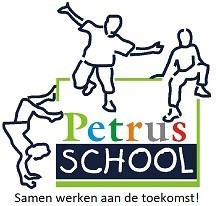 Petrus
SCHOOL
Samen werken aan de toekomst!